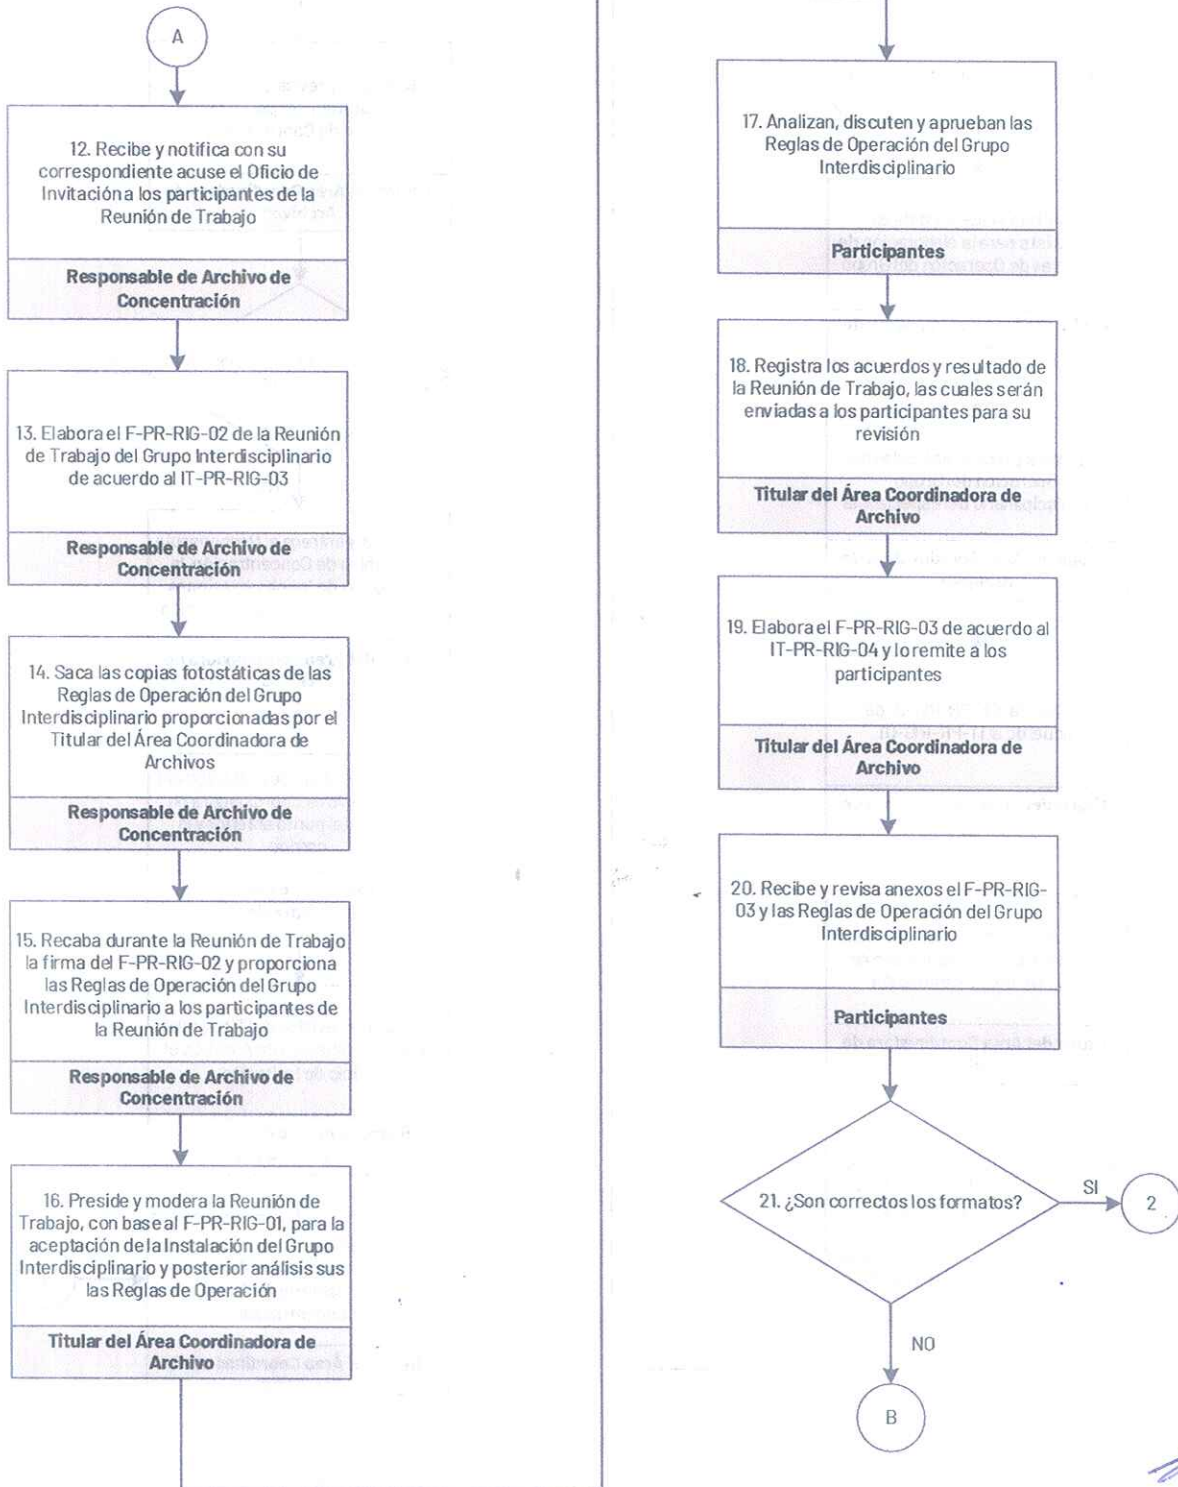 A
12. Recibe y notifica con su
correspondiente acuse el Oficio de
Invitación a los participantes de la
Reunión de Trabajo
Responsable de Archivo de
Concentración
13. Elabora el F-PR-RIG-02 de la Reunión
de Trabajo del Grupo Interdisciplinario
de acuerdo al IT-PR-RIG-03
Responsable de Archivo de
Concentración
14. Saca las copias fotostáticas de las
Reglas de Operación del Grupo
Interdisciplinario proporcionadas por el
Titular del Área Coordinadora de
Archivos
Responsable de Archivo de
Concentración
15. Recaba durante la Reunión de Trabajo
la firma del F-PR-RIG-02 y proporciona
las Reglas de Operación del Grupo
Interdisciplinario a los participantes de
la Reunión de Trabajo
Responsable de Archivo de
Concentración
16. Preside y modera la Reunión de
Trabajo, con base al F-PR-RIG-01, para la
aceptación de la Instalación del Grupo
Interdisciplinario y posterior análisis sus
las Reglas de Operación
Titular del Área Coordinadora de
Archivo
17. Analizan, discuten y aprueban las
Reglas de Operación del Grupo
Interdisciplinario
Participantes
18. Registra los acuerdos y resultado de
la Reunión de Trabajo, las cuales serán
enviadas a los participantes para su
revisión
Titular del Área Coordinadora de
Archivo
19. Elabora el F-PR-RIG-03 de acuerdo al
IT-PR-RIG-04 y lo remite a los
participantes
Titular del Área Coordinadora de
Archivo
20. Recibe y revisa anexos el F-PR-RIG-
03 y las Reglas de Operación del Grupo
Interdisciplinario
Participantes
21. ¿Son correctos los formatos?
SI
2
NO
B